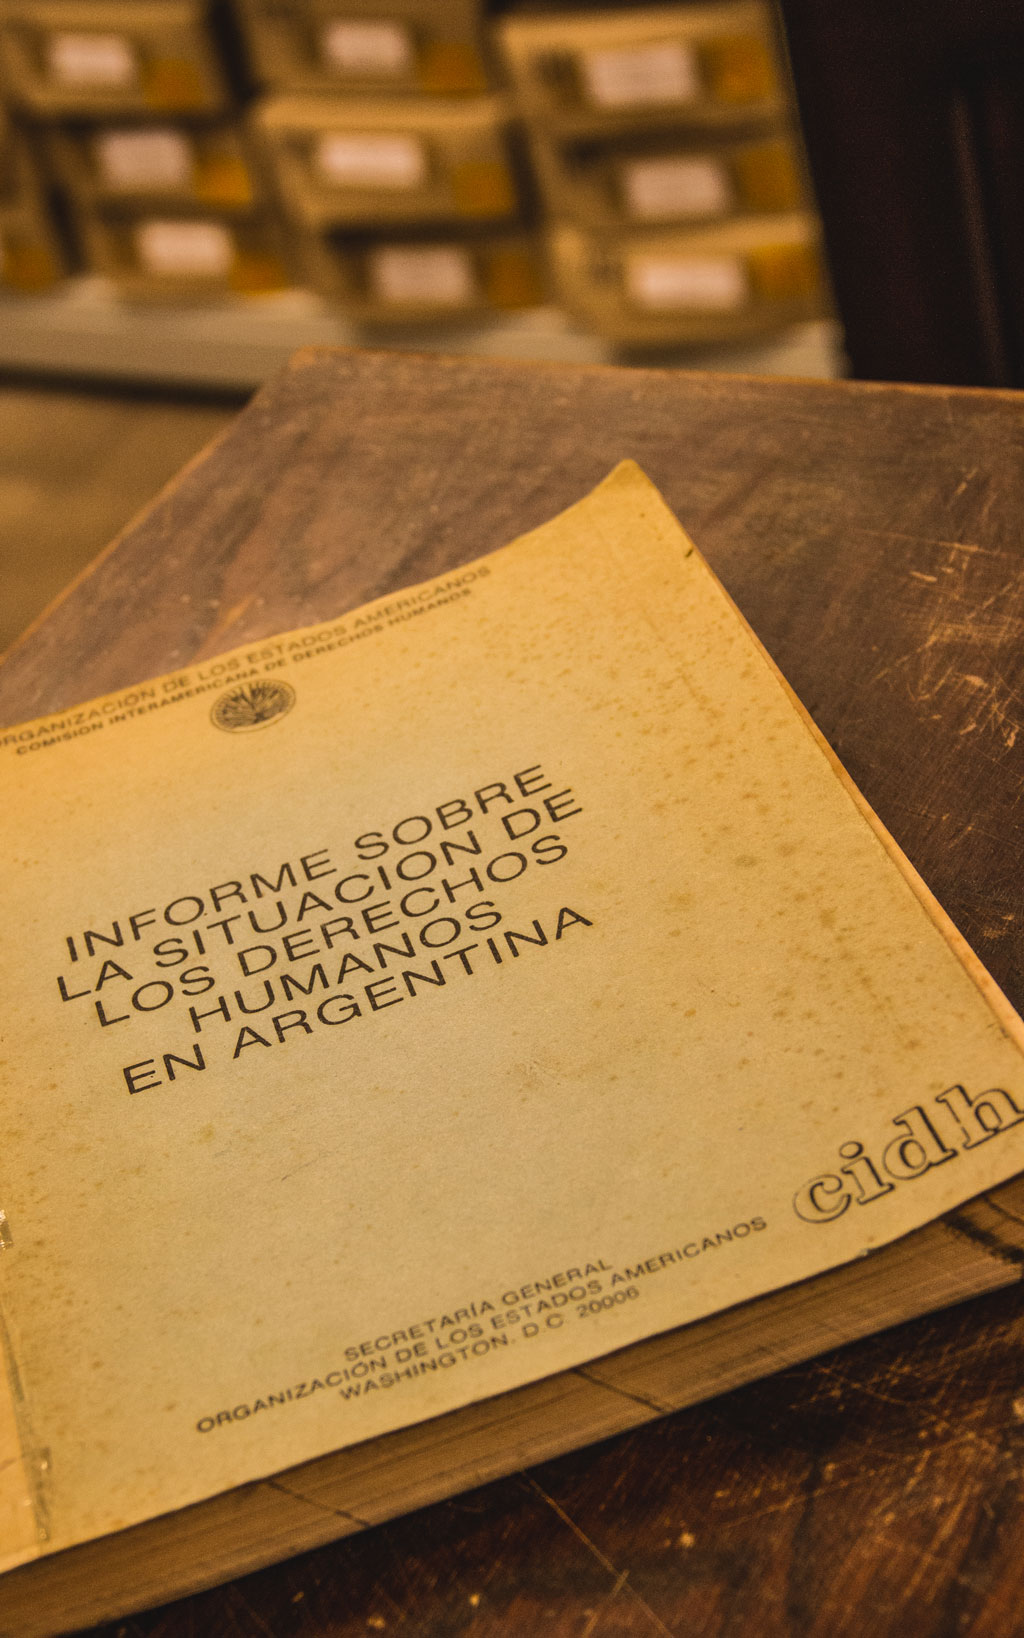 ORGANIZACIÓN DE LOS ESTADOS AMERICANOS
COMISION INTERAMERICANA DE DERECHOS HUMANOS
INFORME SOBRE
LA SITUACION DE
LOS DERECHOS
HUMANOS
EN ARGENTINA
cidh
SECRETARÍA GENERAL
ORGANIZACIÓN DE LOS ESTADOS AMERICANOS
WASHINGTON, D C 20006